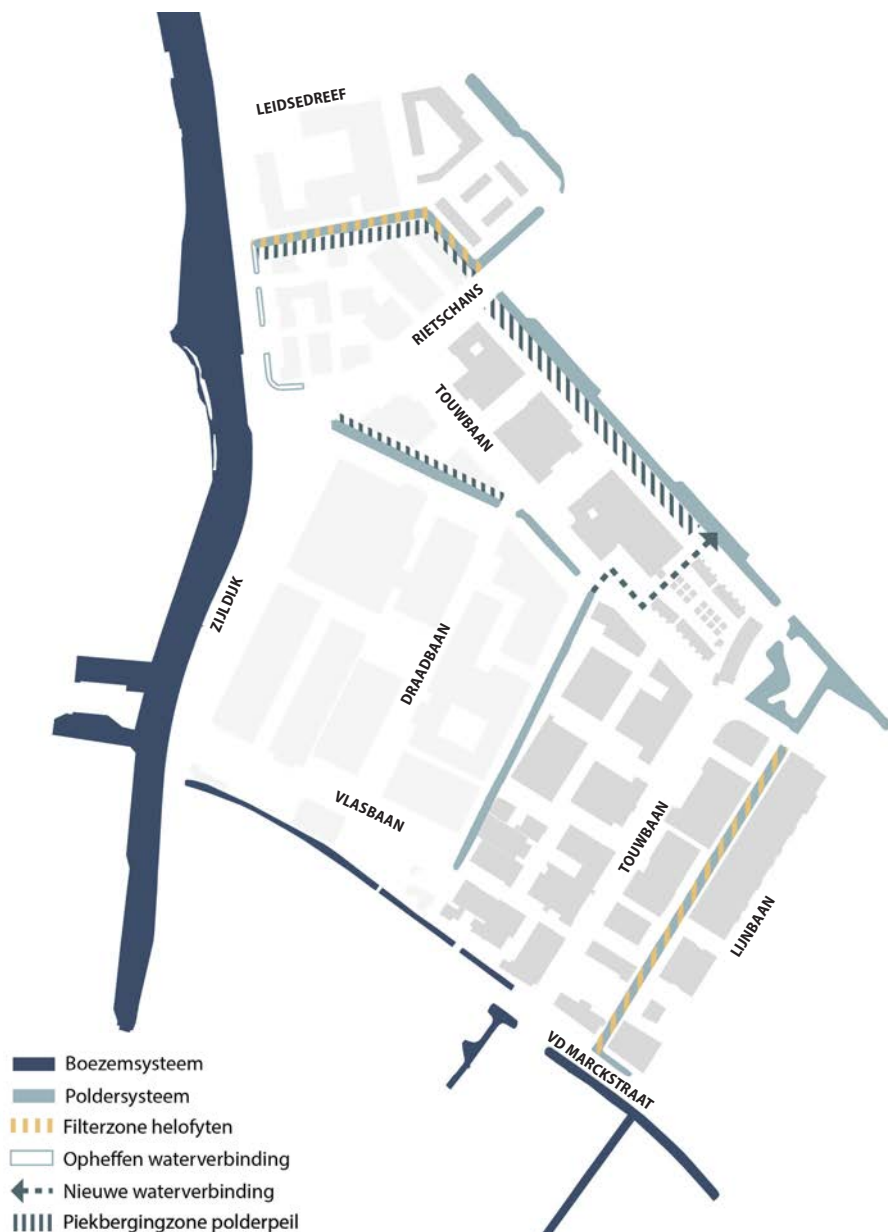 LEIDSEDREEF
RIETSCHANS
TOUWBAAN
ZIJLDIJK
DRAADBAAN
VLASBAAN
TOUWBAAN
LIJNBAAN
VD MARCKSTRAAT
Boezemsysteem
Poldersysteem
Filterzone helofyten
Opheffen waterverbinding
Nieuwe waterverbinding
Piekbergingzone polderpeil